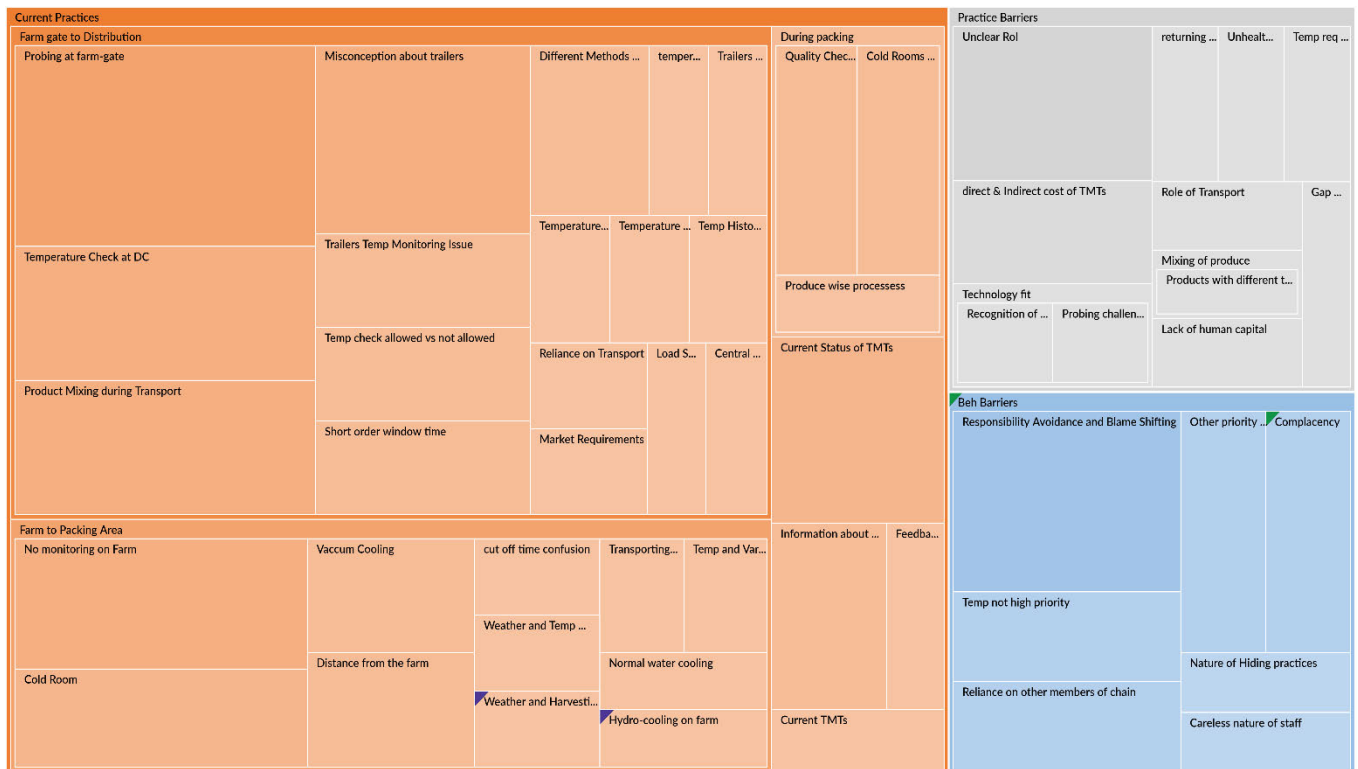 Current Practices
Farm gate to Distribution
Probing at farm-gate
Misconception about trailers
Different Methods ...
temper...
Trailers ...
Temperature Check at DC
Trailers Temp Monitoring Issue
Temperature...
Temperature ...
Temp Histo...
Temp check allowed vs not allowed
Reliance on Transport
Load S...
Central ...
Product Mixing during Transport
Short order window time
Market Requirements
Farm to Packing Area
No monitoring on Farm
Vaccum Cooling
cut off time confusion
Transporting...
Temp and Var...
Weather and Temp ...
Cold Room
Distance from the farm
Normal water cooling
Weather and Harvesti...
Hydro-cooling on farm
During packing
Quality Chec...
Cold Rooms ...
Produce wise processess
Current Status of TMTs
Information about ...
Feedba...
Current TMTs
Practice Barriers
Unclear RoI
returning ...
Unhealt...
Temp req ...
direct & Indirect cost of TMTs
Role of Transport
Gap ...
Mixing of produce
Products with different t...
Technology fit
Recognition of ...
Probing challen...
Lack of human capital
Beh Barriers
Responsibility Avoidance and Blame Shifting
Other priority ...
Complacency
Temp not high priority
Nature of Hiding practices
Reliance on other members of chain
Careless nature of staff